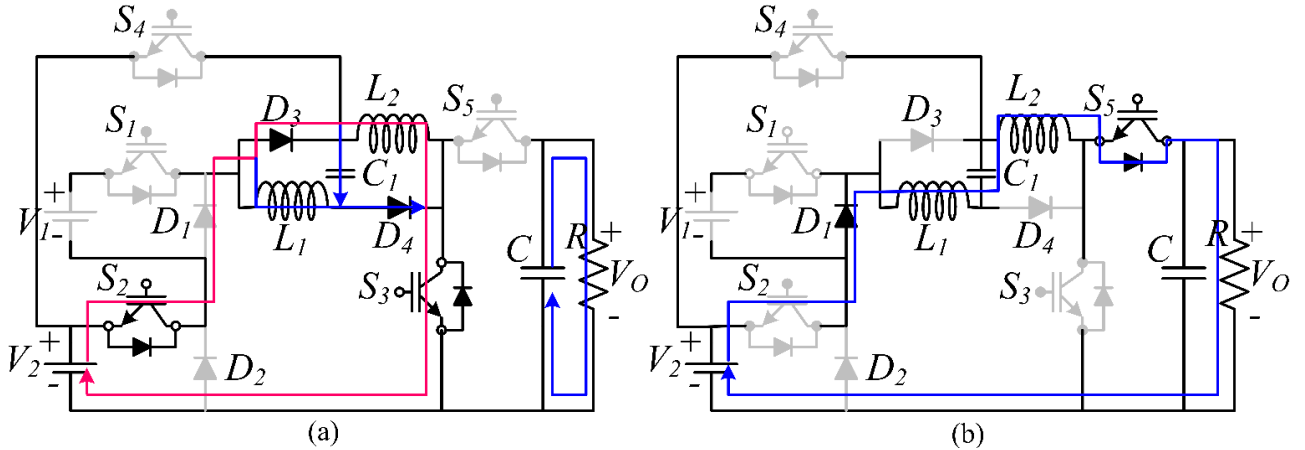 S4
S4
L2
L2
S5
S5
D3
D3
S1
S1
+
+
C1
C1
V1
V1
-
-
D1
D1
L1
L1
D4
D4
S2
S2
S3
S3
C
C
R
R
+
+
VO
VO
-
-
+
+
V2
V2
-
-
D2
D2
(a)
(b)